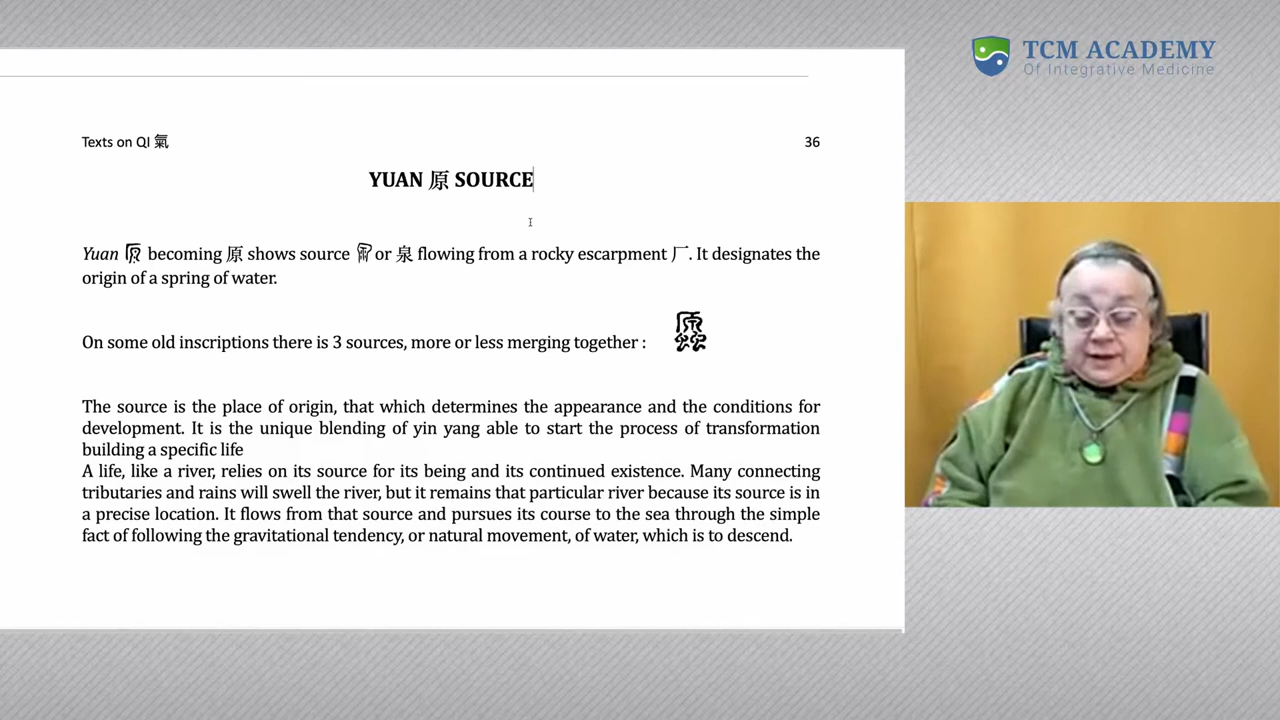 TCM ACADEMY
Of Integrative Medicine
Texts on QI 氣
36
YUAN 原 SOURCE
Yuan 原 becoming 原 shows source or 泉 flowing from a rocky escarpment 厂. It designates the
origin of a spring of water.
On some old inscriptions there is 3 sources, more or less merging together :
The source is the place of origin, that which determines the appearance and the conditions for
development. It is the unique blending of yin yang able to start the process of transformation
building a specific life
A life, like a river, relies on its source for its being and its continued existence. Many connecting
tributaries and rains will swell the river, but it remains that particular river because its source is in
a precise location. It flows from that source and pursues its course to the sea through the simple
fact of following the gravitational tendency, or natural movement, of water, which is to descend.